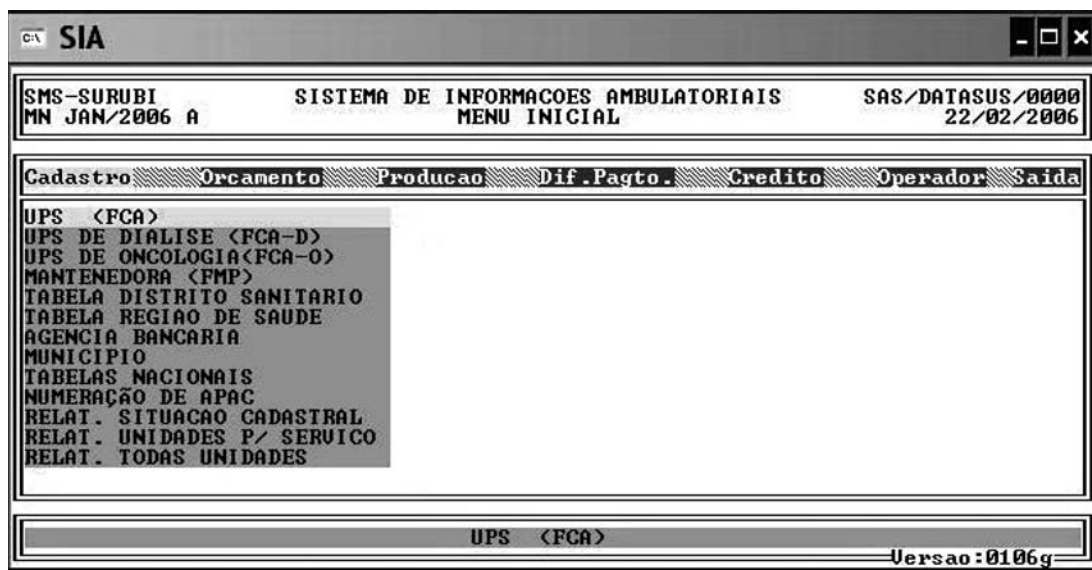 SIA
SMS-SURUBI SISTEMA DE INFORMACOES AMBULATORIAIS SAS/DATASUS/0000
MN JAN/2006 A MENU INICIAL 22/02/2006
Cadastro Orcamento Producao Dif.Pagto. Credito Operador Saida
UPS (FCA)
UPS DE DIALISE (FCA-D)
UPS DE ONCOLOGIA(FCA-O)
MANTENEDORA (FMP)
TABELA DISTRITO SANITARIO
TABELA REGIAO DE SAUDE
AGENCIA BANCARIA
MUNICIPIO
TABELAS NACIONAIS
NUMERAÇãO DE APAC
RELAT. SITUACAO CADASTRAL
RELAT. UNIDADES P/ SERVICO
RELAT. TODAS UNIDADES
UPS (FCA)
Versao:0106g